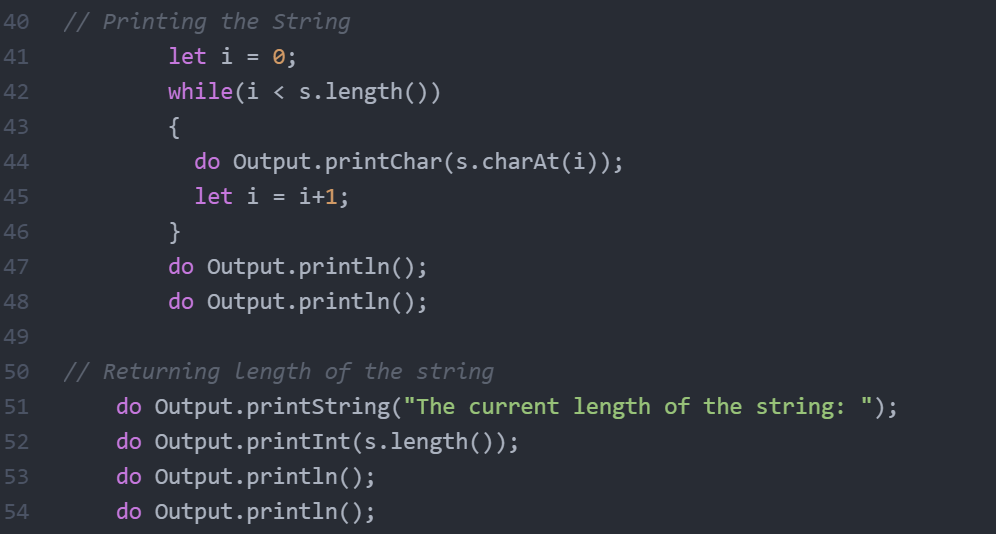 40 // Printing the String
41 let i = 0;
42 while(i < s.length())
43 {
44 do Output.printChar(s.charAt(i));
45 let i = i+1;
46 }
47 do Output.println();
48 do Output.println();
49
50 // Returning length of the string
51 do Output.printString("The current length of the string: ");
52 do Output.printInt(s.length());
53 do Output.println();
54 do Output.println();